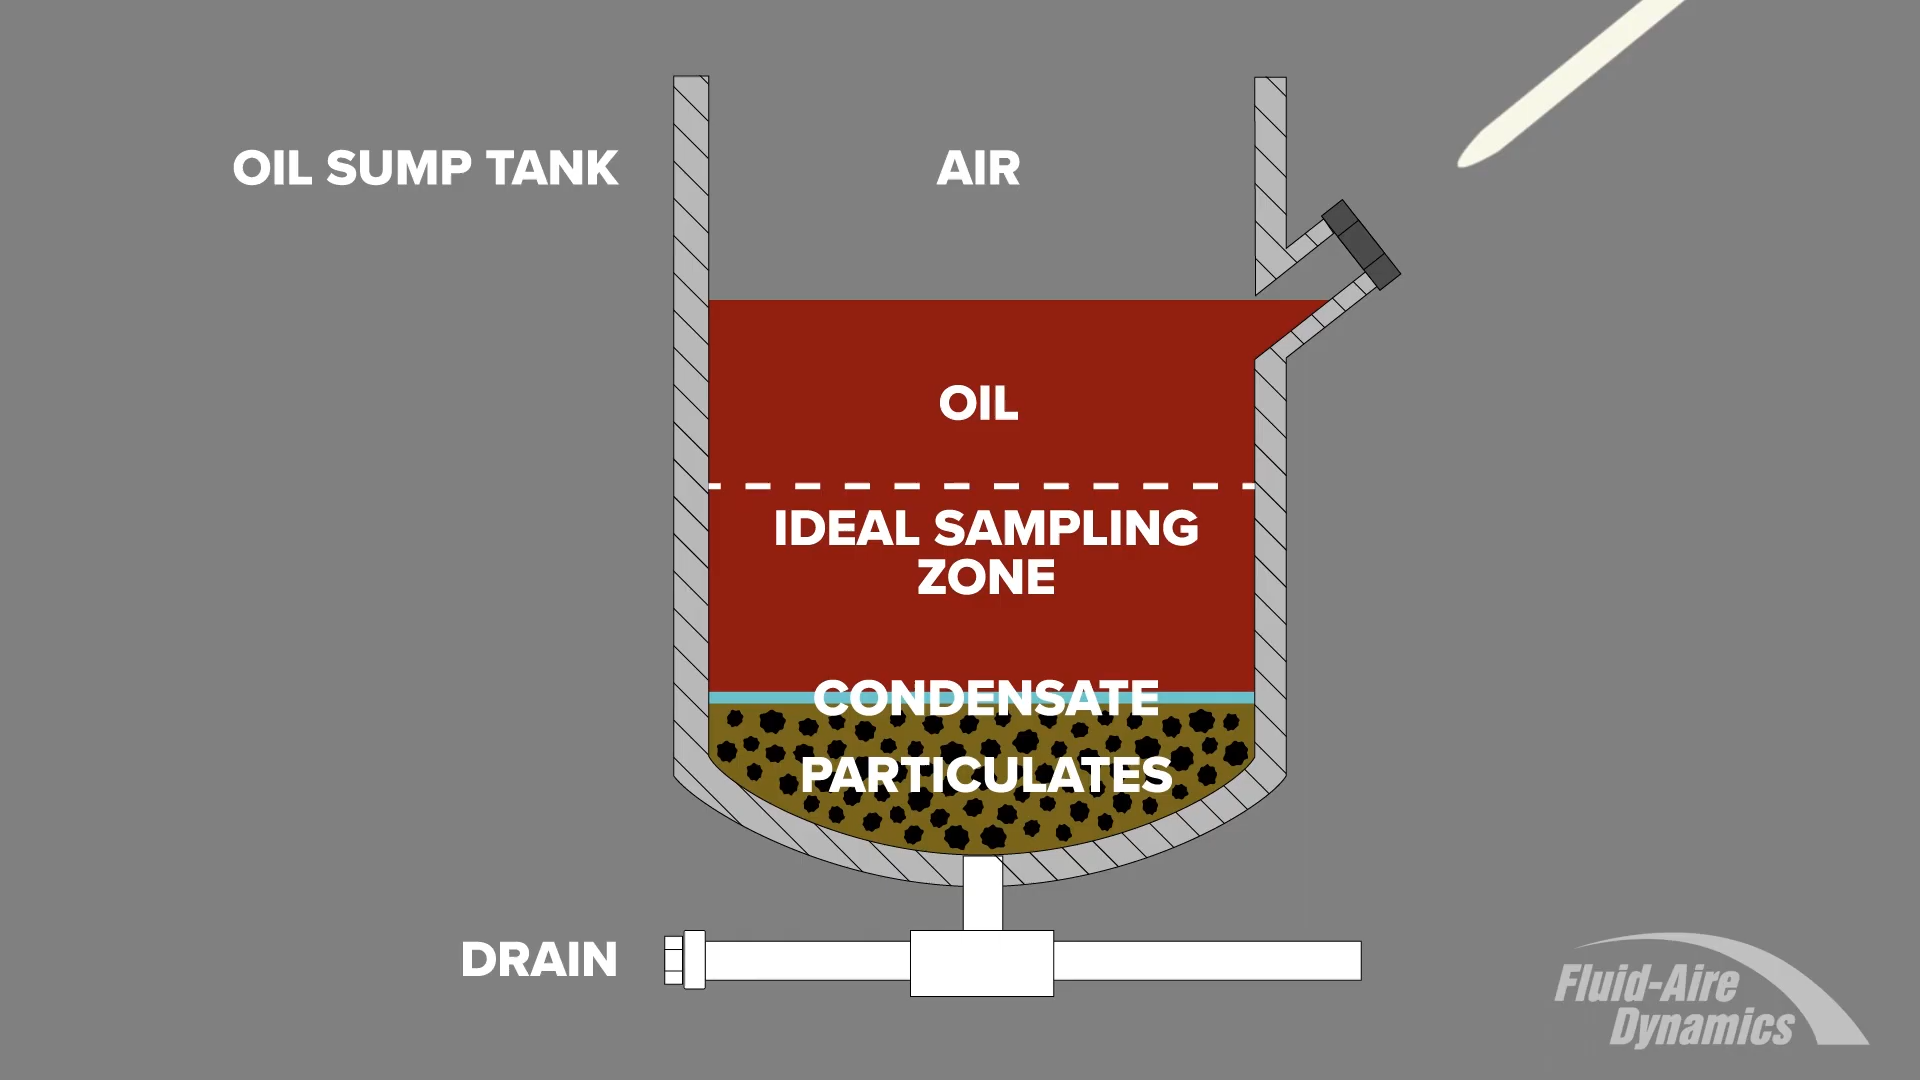 OIL SUMP TANK
AIR
OIL
IDEAL SAMPLING
ZONE
CONDENSATE
PARTICULATES
DRAIN
Fluid-Aire
Dynamics